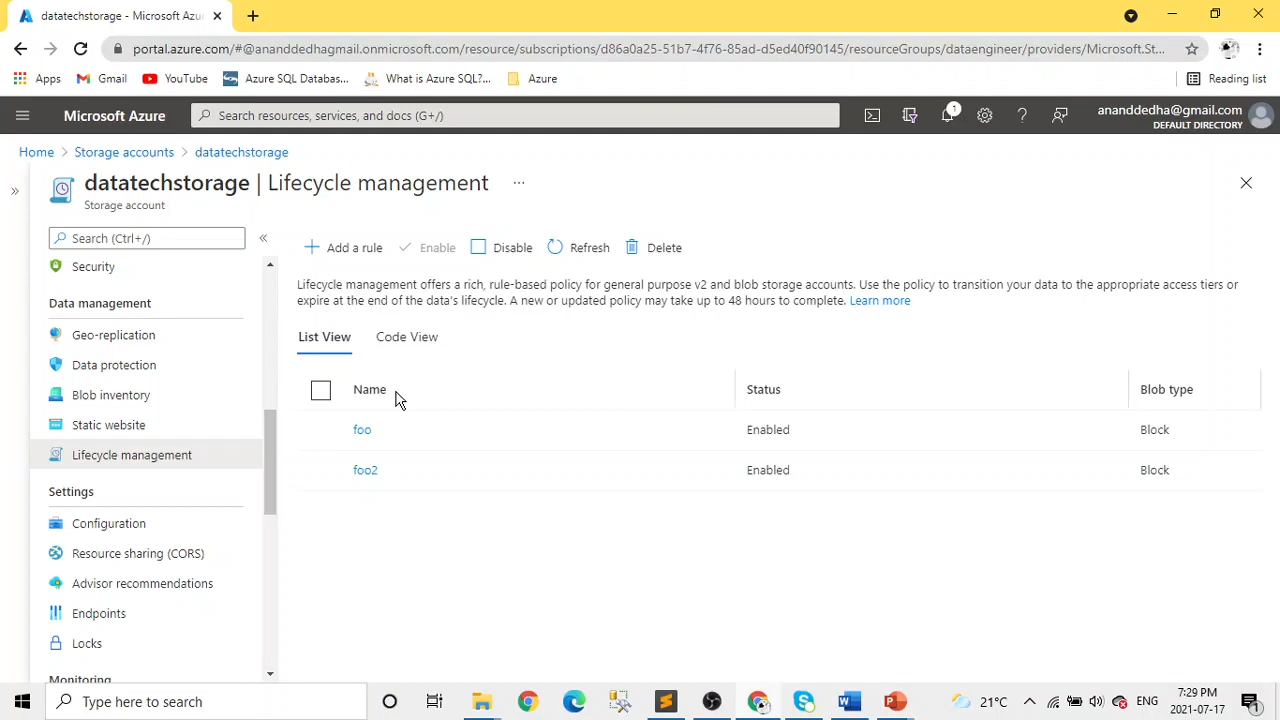 datatechstorage - Microsoft Azu
portal.azure.com/#@ananddedhagmail.onmicrosoft.com/resource/subscriptions/d86a0a25-51b7-4f76-85ad-d5ed40f90145/resourceGroups/dataengineer/providers/Microsoft.St...
Apps Gmail YouTube Azure SQL Databas... What is Azure SQL?... Azure Reading list
Microsoft Azure
Search resources, services, and docs (G+/)
1
ananddedha@gmail.com
DEFAULT DIRECTORY
Home > Storage accounts > datatechstorage
datatechstorage | Lifecycle management ...
Storage account
Search (Ctrl+/)
Security
Data management
Geo-replication
Data protection
Blob inventory
Static website
Lifecycle management
Settings
Configuration
Resource sharing (CORS)
Advisor recommendations
Endpoints
Locks
Monitoring
Add a rule Enable Disable Refresh Delete
Lifecycle management offers a rich, rule-based policy for general purpose v2 and blob storage accounts. Use the policy to transition your data to the appropriate access tiers or
expire at the end of the data's lifecycle. A new or updated policy may take up to 48 hours to complete. Learn more
List View Code View
Name Status Blob type
foo Enabled Block
foo2 Enabled Block
Type here to search
21°C
ENG
7:29 PM
2021-07-17
1